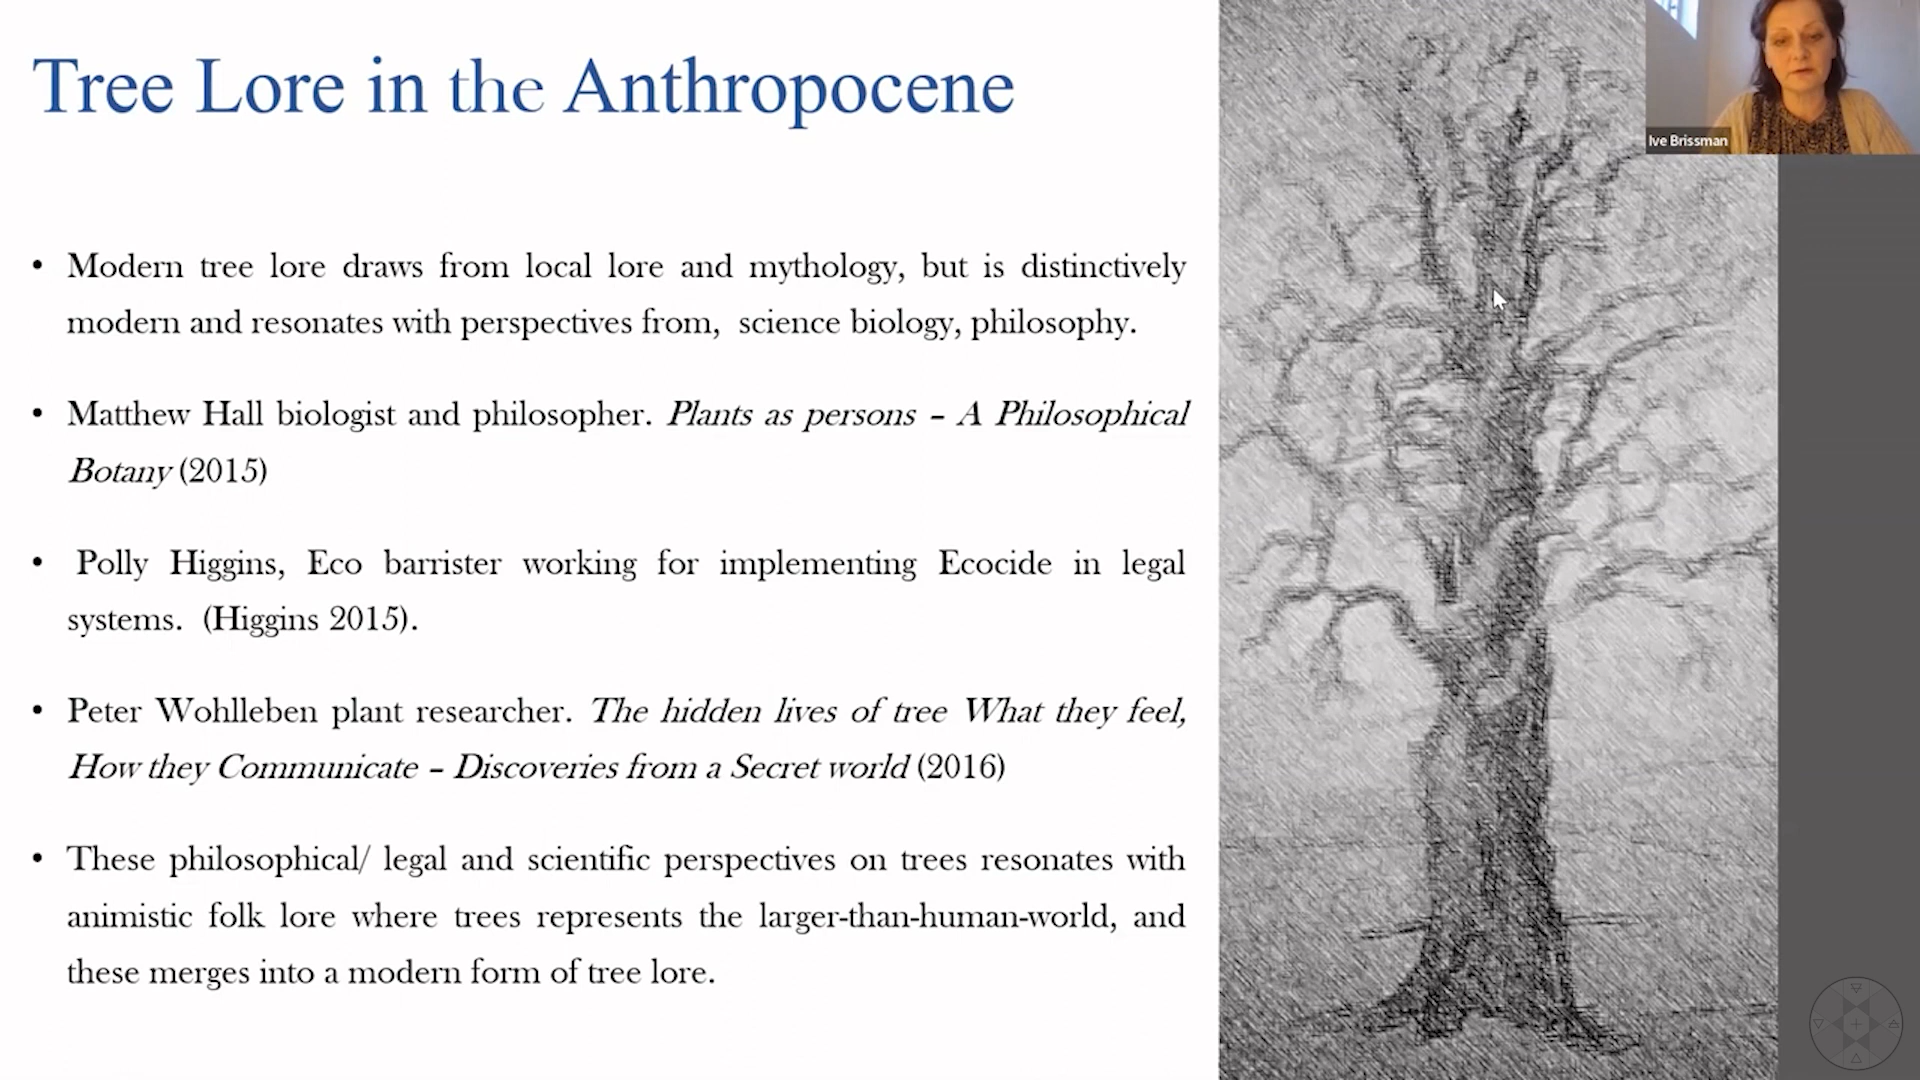 Tree Lore in the Anthropocene
Ive Brissman
• Modern tree lore draws from local lore and mythology, but is distinctively
modern and resonates with perspectives from, science biology, philosophy.
• Matthew Hall biologist and philosopher. Plants as persons – A Philosophical
Botany (2015)
• Polly Higgins, Eco barrister working for implementing Ecocide in legal
systems. (Higgins 2015).
• Peter Wohlleben plant researcher. The hidden lives of tree What they feel,
How they Communicate – Discoveries from a Secret world (2016)
• These philosophical/ legal and scientific perspectives on trees resonates with
animistic folk lore where trees represents the larger-than-human-world, and
these merges into a modern form of tree lore.